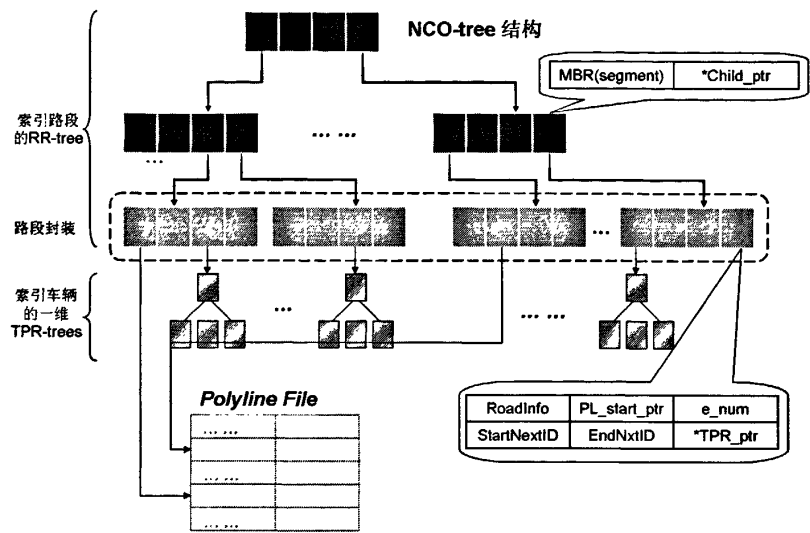 NCO-tree 结构
MBR(segment) *Child_ptr
索引路段
的RR-tree
... ...
...
路段封装
...
索引车辆
的一维
TPR-trees
...
... ...
Polyline File
... ...
... ...
... ...
RoadInfo PL_start_ptr e_num
StartNextID EndNxtID *TPR_ptr